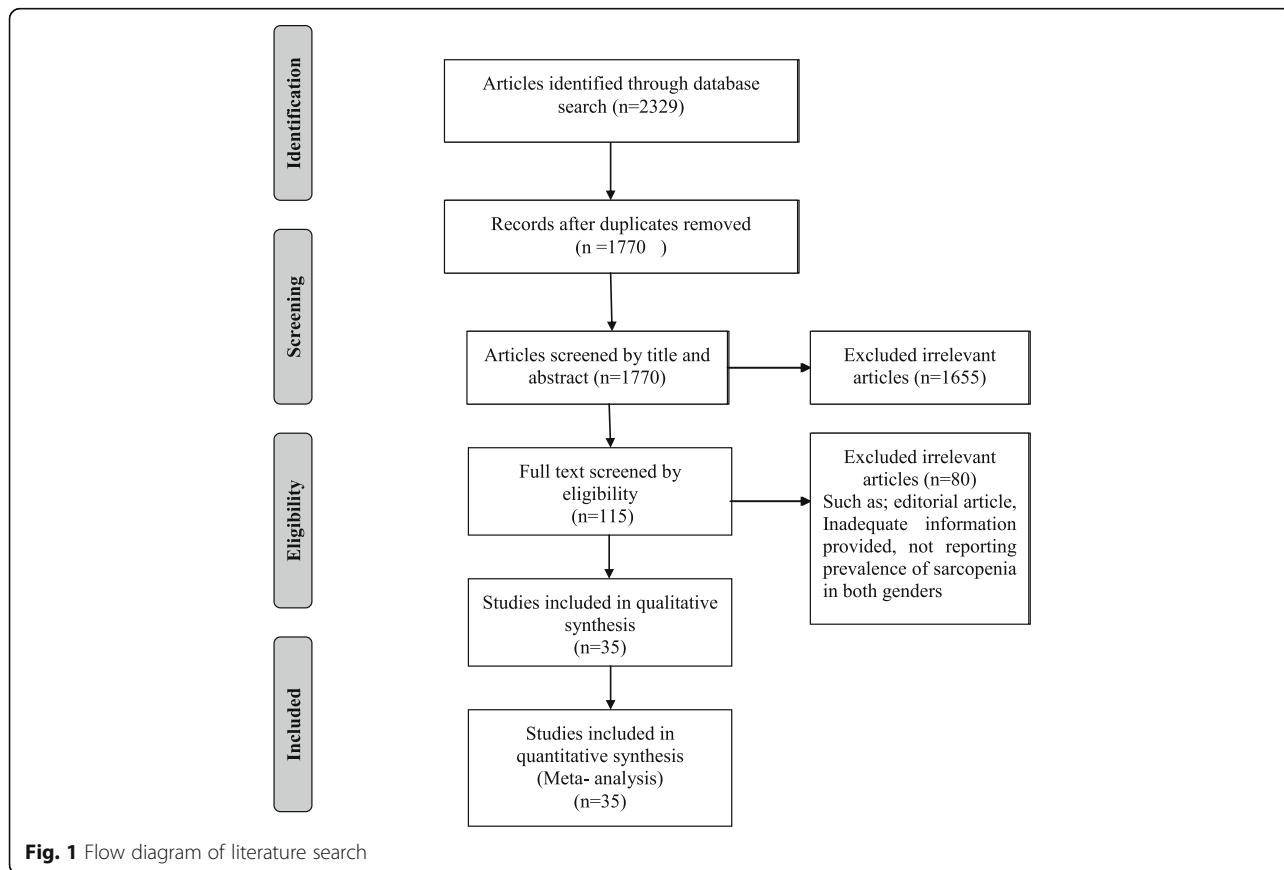 Identification
Articles identified through database
search (n=2329)
Records after duplicates removed
(n =1770 )
Screening
Articles screened by title and
abstract (n=1770)
Excluded irrelevant
articles (n=1655)
Eligibility
Full text screened by
eligibility
(n=115)
Excluded irrelevant
articles (n=80)
Such as; editorial article,
Inadequate information
provided, not reporting
prevalence of sarcopenia
in both genders
Studies included in qualitative
synthesis
(n=35)
Included
Studies included in
quantitative synthesis
(Meta- analysis)
(n=35)
Fig. 1 Flow diagram of literature search